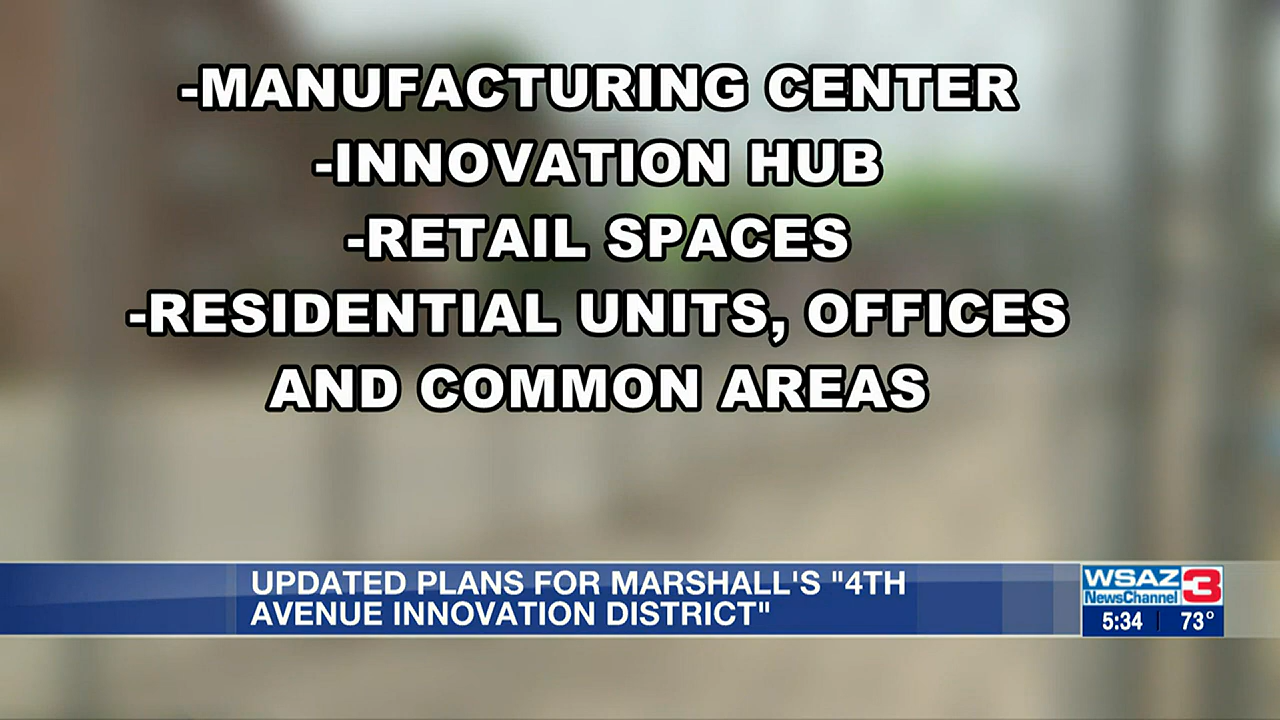 -MANUFACTURING CENTER
-INNOVATION HUB
-RETAIL SPACES
-RESIDENTIAL UNITS, OFFICES
AND COMMON AREAS
UPDATED PLANS FOR MARSHALL'S "4TH
AVENUE INNOVATION DISTRICT"
WSAZ 3
NewsChannel
5:34 73°